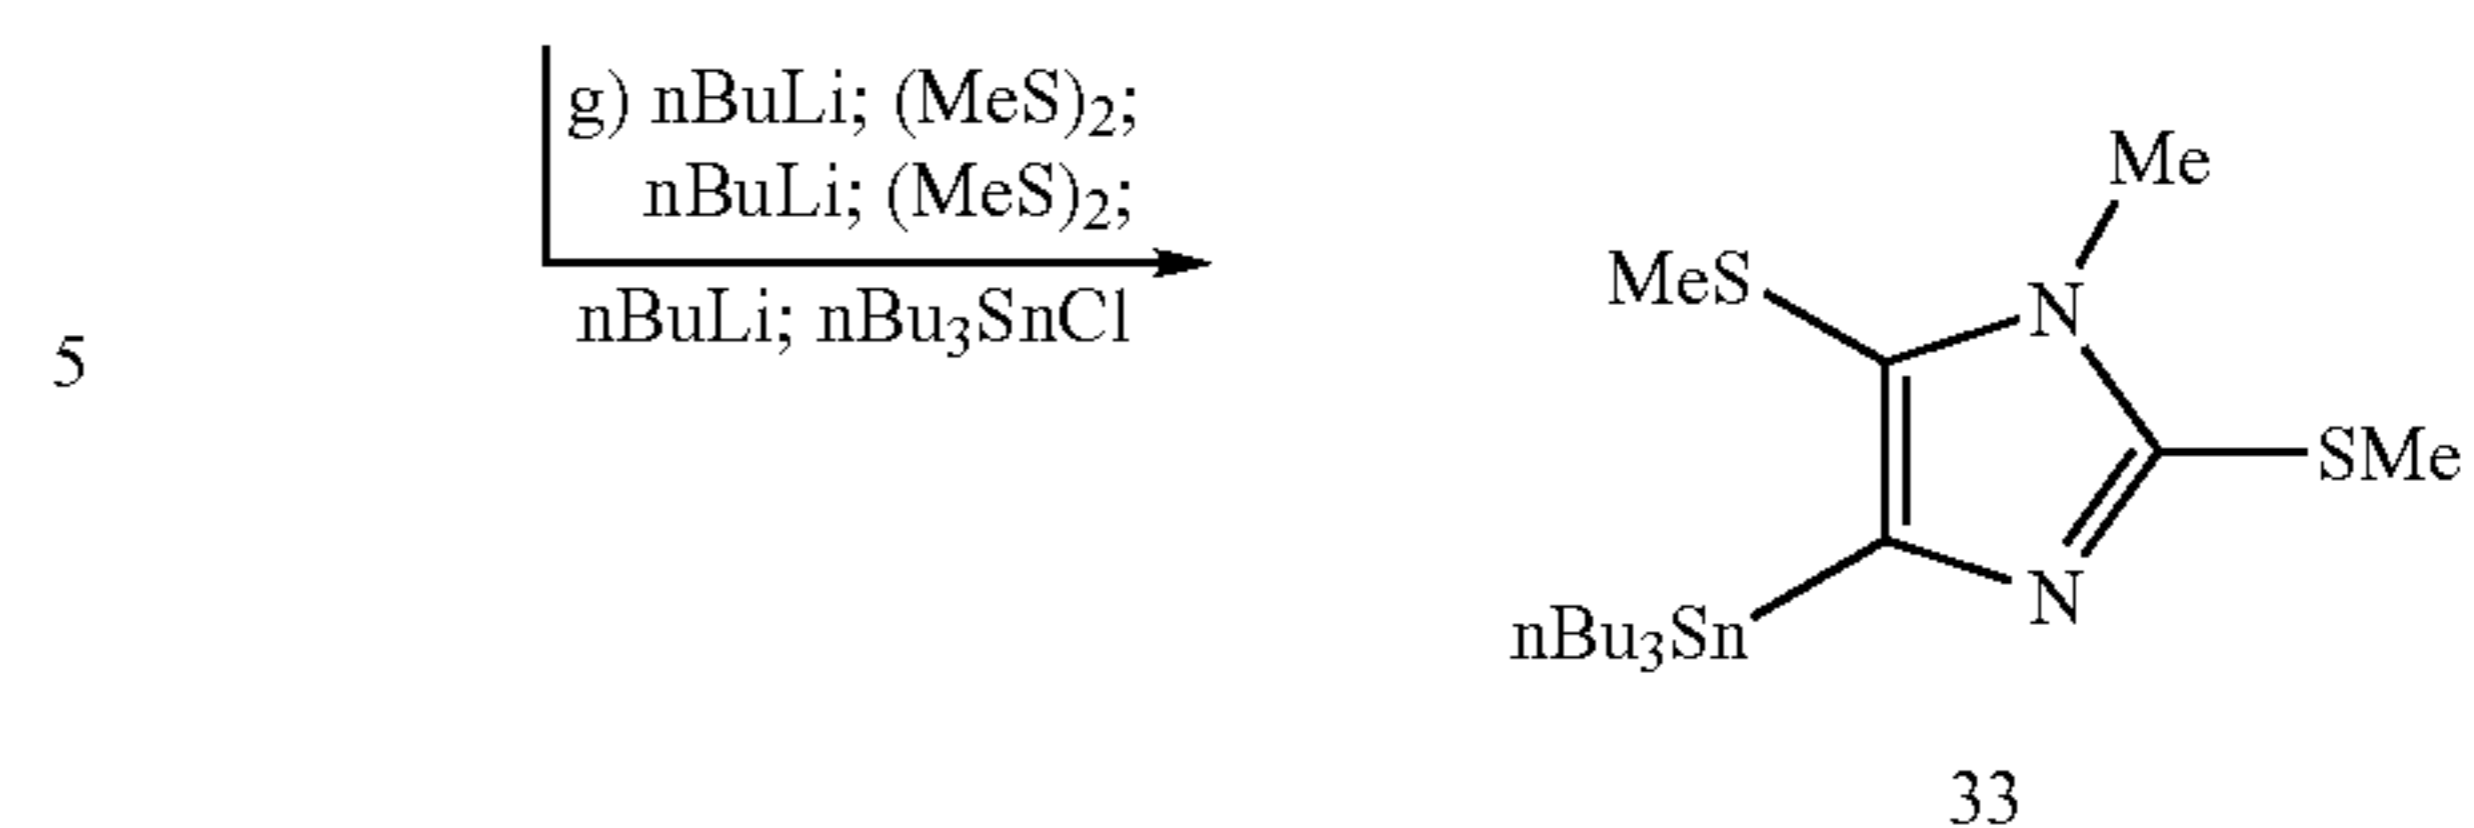 g) nBuLi; (MeS)₂;
nBuLi; (MeS)₂;
nBuLi; nBu₃SnCl
5
Me
MeS
N
SMe
N
nBu₃Sn
33